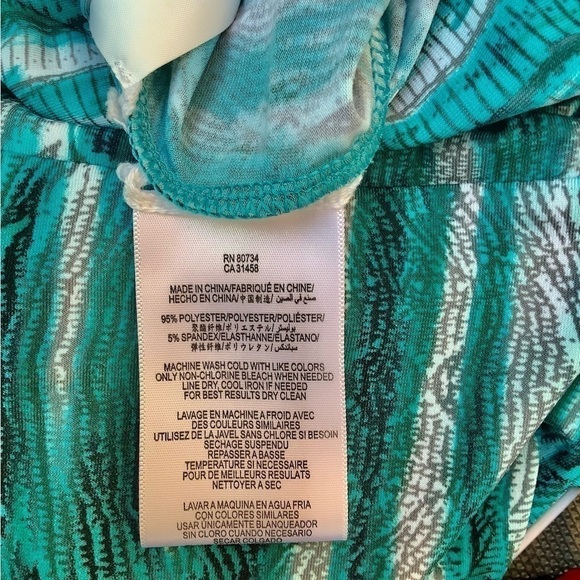 RN 80734
CA 31458
MADE IN CHINA/FABRIQUÉ EN CHINE/
HECHO EN CHINA/中国制造/ صنع في الصين/
95% POLYESTER/POLYESTER/POLIÉSTER/
聚酯纤维/ポリエステル/ بوليستر/
5% SPANDEX/ELASTHANNE/ELASTANO/
弹性纤维/ポリウレタン/ سباندكس
MACHINE WASH COLD WITH LIKE COLORS
ONLY NON-CHLORINE BLEACH WHEN NEEDED
LINE DRY, COOL IRON IF NEEDED
FOR BEST RESULTS DRY CLEAN
LAVAGE EN MACHINE A FROID AVEC
DES COULEURS SIMILAIRES
UTILISEZ DE LA JAVEL SANS CHLORE SI BESOIN
SECHAGE SUSPENDU
REPASSER A BASSE
TEMPERATURE SI NECESSAIRE
POUR DE MEILLEURS RESULTATS
NETTOYER A SEC
LAVAR A MAQUINA EN AGUA FRIA
CON COLORES SIMILARES
USAR ÚNICAMENTE BLANQUEADOR
SIN CLORO CUANDO NECESARIO
SECAR COLGADO